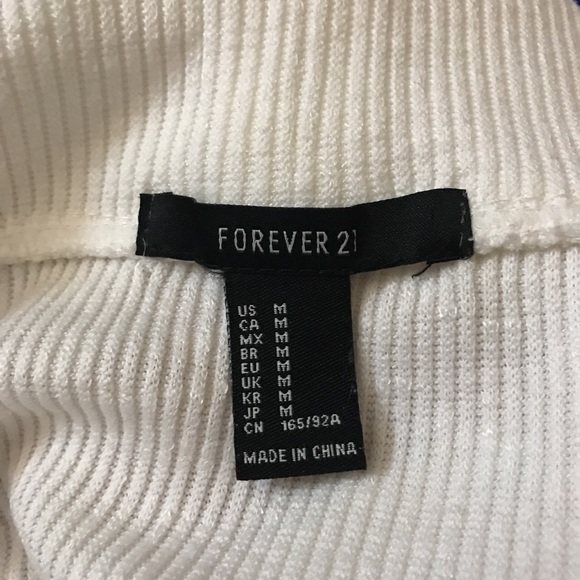 FOREVER 21
US M
CA M
MX M
BR M
EU M
UK M
KR M
JP M
CN 165/92A
MADE IN CHINA